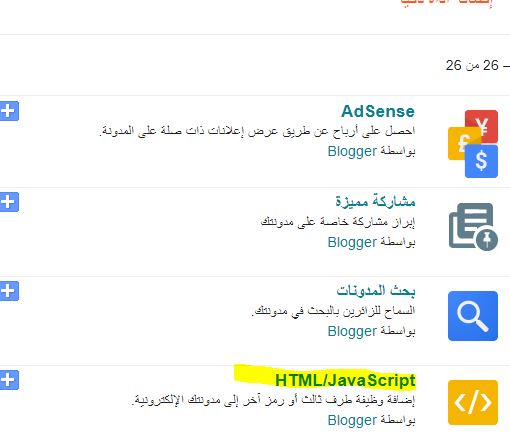 – 26 من 26
AdSense
احصل على أرباح عن طريق عرض إعلانات ذات صلة على المدونة.
بواسطة Blogger
مشاركة مميزة
إبراز مشاركة خاصة على مدونتك
بواسطة Blogger
بحث المدونات
السماح للزائرين بالبحث في مدونتك.
بواسطة Blogger
HTML/JavaScript
إضافة وظيفة طرف ثالث أو رمز آخر إلى مدونتك الإلكترونية.
بواسطة Blogger